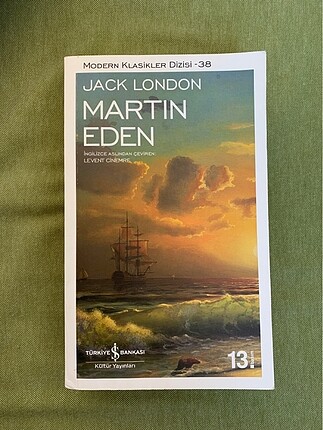 MODERN KLASİKLER DİZİSİ -38
JACK LONDON
MARTIN
EDEN
İNGİLİZCE ASLINDAN ÇEVİREN:
LEVENT CİNEMRE
TÜRKİYE İŞ BANKASI
Kültür Yayınları
13.